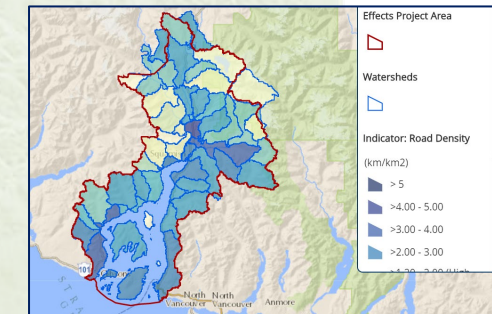 Effects Project Area
Watersheds
Indicator: Road Density
(km/km2)
> 5
>4.00 - 5.00
>3.00 - 4.00
>2.00 - 3.00
101
North North
Vancouver Vancouver
Anmore